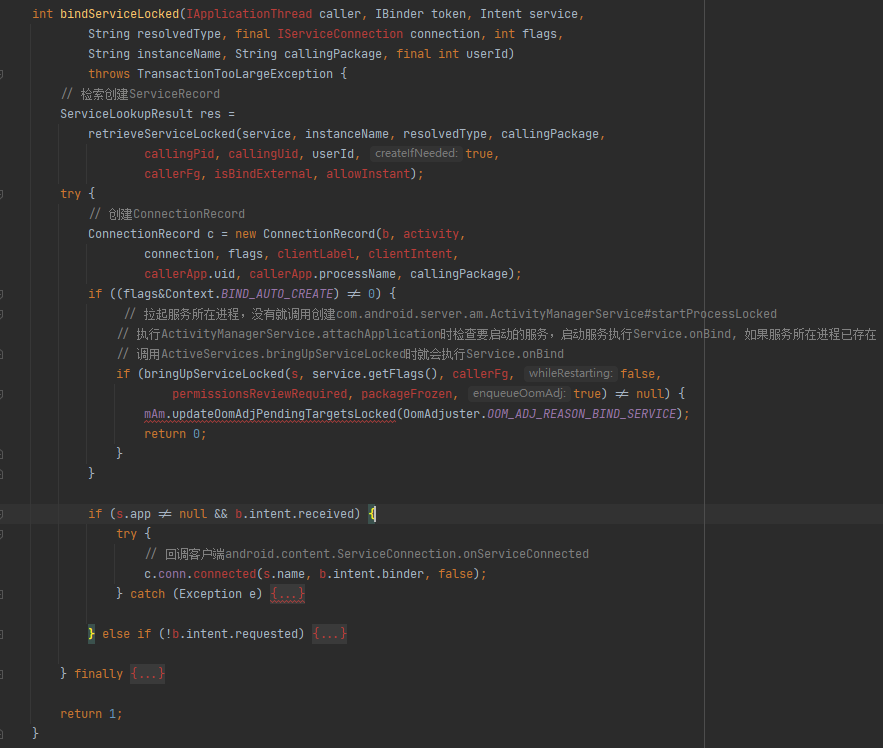 int bindServiceLocked(IApplicationThread caller, IBinder token, Intent service,
String resolvedType, final IServiceConnection connection, int flags,
String instanceName, String callingPackage, final int userId)
throws TransactionTooLargeException {
// 检索创建ServiceRecord
ServiceLookupResult res =
retrieveServiceLocked(service, instanceName, resolvedType, callingPackage,
callingPid, callingUid, userId, createIfNeeded: true,
callerFg, isBindExternal, allowInstant);
try {
// 创建ConnectionRecord
ConnectionRecord c = new ConnectionRecord(b, activity,
connection, flags, clientLabel, clientIntent,
callerApp.uid, callerApp.processName, callingPackage);
if ((flags&Context.BIND_AUTO_CREATE) != 0) {
// 拉起服务所在进程，没有就调用创建com.android.server.am.ActivityManagerService#startProcessLocked
// 执行ActivityManagerService.attachApplication时检查要启动的服务，启动服务执行Service.onBind, 如果服务所在进程已存在
// 调用ActiveServices.bringUpServiceLocked时就会执行Service.onBind
if (bringUpServiceLocked(s, service.getFlags(), callerFg, whileRestarting: false,
permissionsReviewRequired, packageFrozen, enqueueOomAdj: true) != null) {
mAm.updateOomAdjPendingTargetsLocked(OomAdjuster.OOM_ADJ_REASON_BIND_SERVICE);
return 0;
}
}
if (s.app != null && b.intent.received) {
try {
// 回调客户端android.content.ServiceConnection.onServiceConnected
c.conn.connected(s.name, b.intent.binder, false);
} catch (Exception e) {...}
} else if (!b.intent.requested) {...}
} finally {...}
return 1;
}